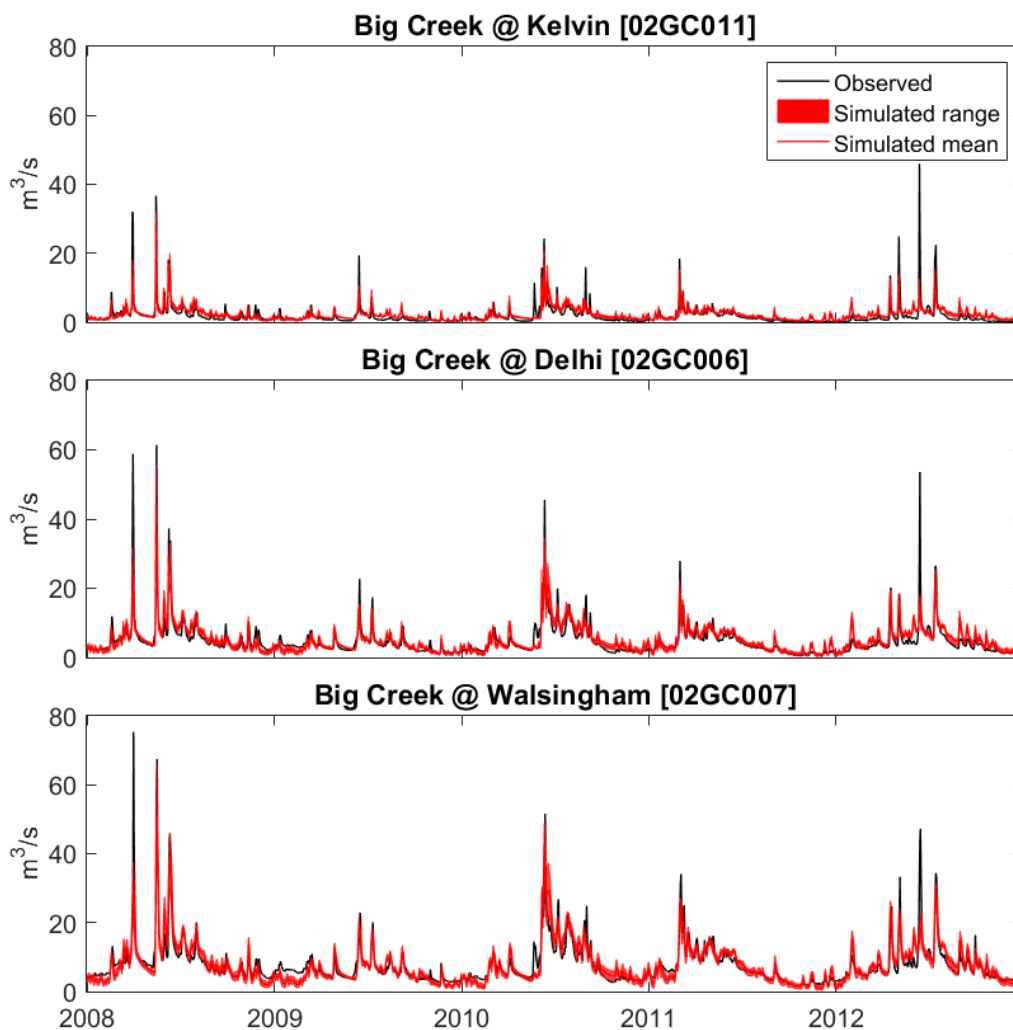 Big Creek @ Kelvin [02GC011]
80
60
40
20
0
m³/s
Observed
Simulated range
Simulated mean
Big Creek @ Delhi [02GC006]
80
60
40
20
0
m³/s
Big Creek @ Walsingham [02GC007]
80
60
40
20
0
m³/s
2008 2009 2010 2011 2012